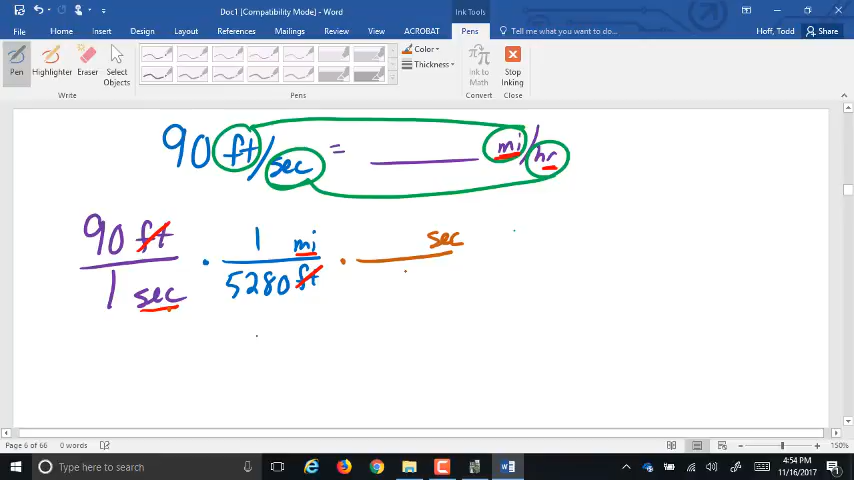 Doc1 [Compatibility Mode] - Word
Ink Tools
Hoff, Todd
File Home Insert Draw Design Layout References Mailings Review View ACROBAT Pens Tell me what you want to do... Share
Pen Highlighter Eraser Select Objects
Color
Thickness
Ink to Math
Stop Inking
Write Pens Convert Close
90 ft/sec = ______ mi/hr
90 ft 1 mi sec
1 sec · 5280 ft ·
Page 6 of 66 0 words 150%
Type here to search
4:54 PM
11/16/2017